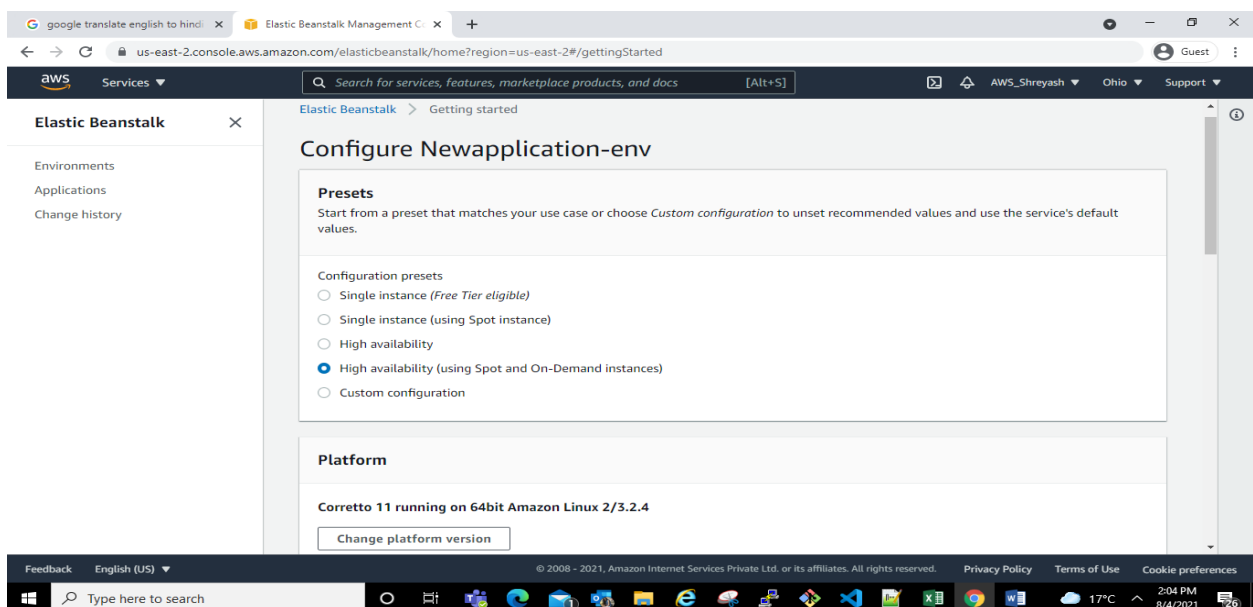 google translate english to hindi
Elastic Beanstalk Management C
us-east-2.console.aws.amazon.com/elasticbeanstalk/home?region=us-east-2#/gettingStarted
Guest
aws
Services
Search for services, features, marketplace products, and docs [Alt+S]
AWS_Shreyash
Ohio
Support
Elastic Beanstalk
Environments
Applications
Change history
Elastic Beanstalk > Getting started
Configure Newapplication-env
Presets
Start from a preset that matches your use case or choose Custom configuration to unset recommended values and use the service's default
values.
Configuration presets
Single instance (Free Tier eligible)
Single instance (using Spot instance)
High availability
High availability (using Spot and On-Demand instances)
Custom configuration
Platform
Corretto 11 running on 64bit Amazon Linux 2/3.2.4
Change platform version
Feedback
English (US)
© 2008 - 2021, Amazon Internet Services Private Ltd. or its affiliates. All rights reserved.
Privacy Policy
Terms of Use
Cookie preferences
Type here to search
17°C
2:04 PM
8/4/2021